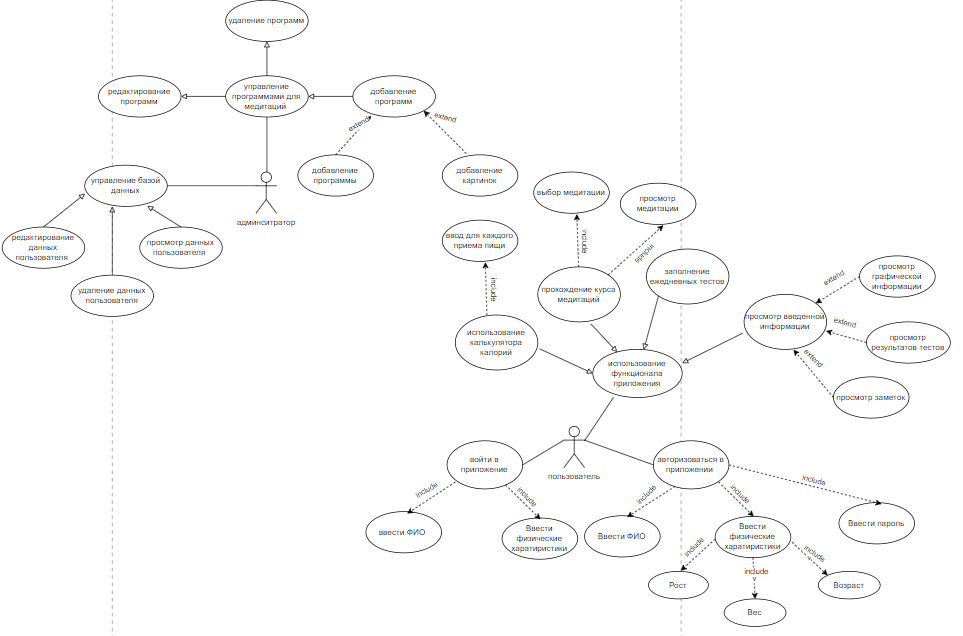 удаление программ
редактирование
программ
управление
программами для
медитаций
добавление
программ
extend
extend
добавление
программы
добавление
картинок
управление базой
данных
администратор
редактирование
данных
пользователя
просмотр данных
пользователя
удаление данных
пользователя
выбор медитации
просмотр
медитации
ввод для каждого
приема пищи
include
include
include
прохождение курса
медитаций
заполнение
ежедневных тестов
использование
калькулятора
калорий
использование
функционала
приложения
просмотр введенной
информации
extend
просмотр
графической
информации
extend
просмотр
результатов тестов
extend
просмотр заметок
пользователь
войти в
приложение
авторизоваться в
приложении
include
include
include
include
include
ввести ФИО
Ввести
физические
харатиристики
Ввести ФИО
Ввести
физические
харатиристики
Ввести пароль
include
include
include
Рост
Вес
Возраст